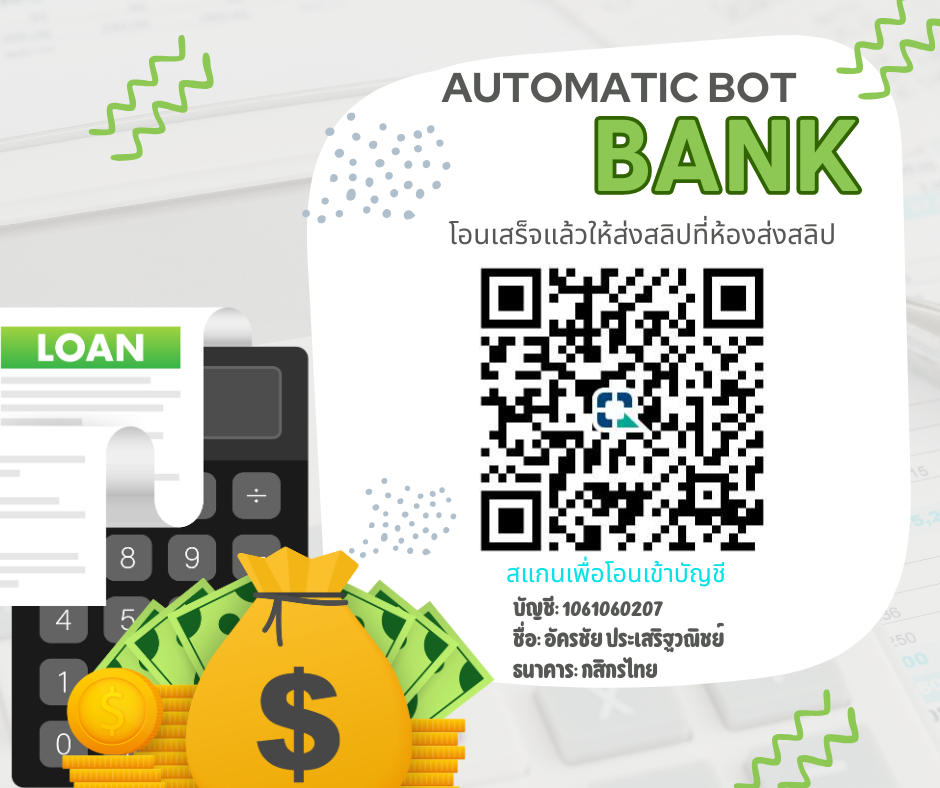 AUTOMATIC BOT
BANK
โอนเสร็จแล้วให้ส่งสลิปที่ห้องส่งสลิป
LOAN
÷
8 9
4 5
1
0
$
$
สแกนเพื่อโอนเข้าบัญชี
บัญชี: 1061060207
ชื่อ: อัครชัย ประเสริฐวณิชย์
ธนาคาร: กสิกรไทย